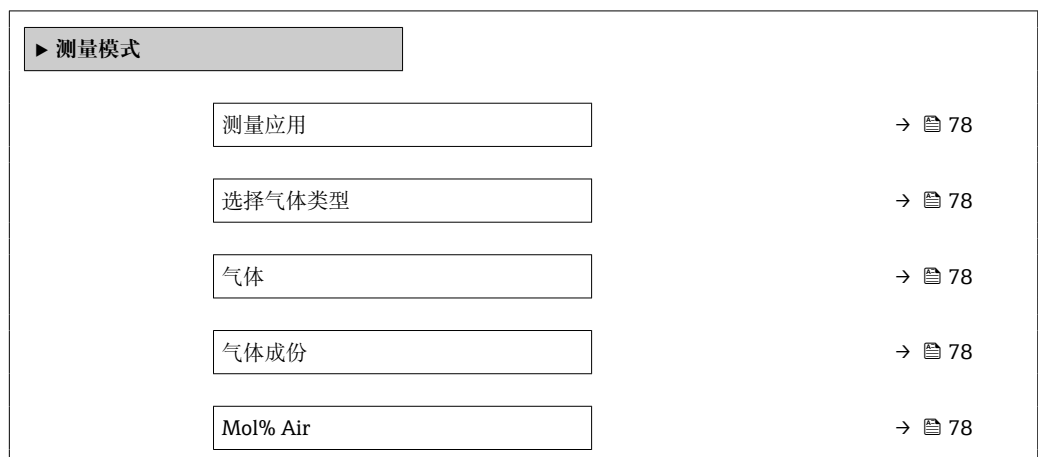 ▶ 测量模式
测量应用 → 78
选择气体类型 → 78
气体 → 78
气体成份 → 78
Mol% Air → 78